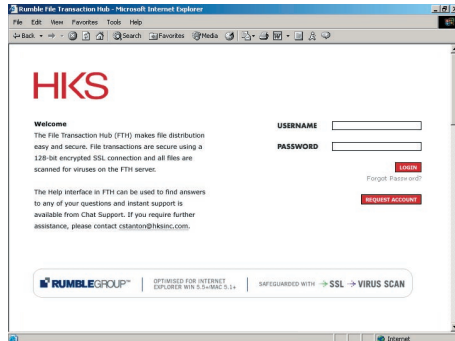 Rumble File Transaction Hub - Microsoft Internet Explorer
File Edit View Favorites Tools Help
Back Search Favorites Media
HKS
Welcome
The File Transaction Hub (FTH) makes file distribution
easy and secure. File transactions are secure using a
128-bit encrypted SSL connection and all files are
scanned for viruses on the FTH server.
The Help interface in FTH can be used to find answers
to any of your questions and instant support is
available from Chat Support. If you require further
assistance, please contact cstanton@hksinc.com.
USERNAME
PASSWORD
LOGIN
Forgot Password?
REQUEST ACCOUNT
RUMBLEGROUP™
OPTIMISED FOR INTERNET
EXPLORER WIN 5.5+/MAC 5.1+
SAFEGUARDED WITH → SSL → VIRUS SCAN
Internet